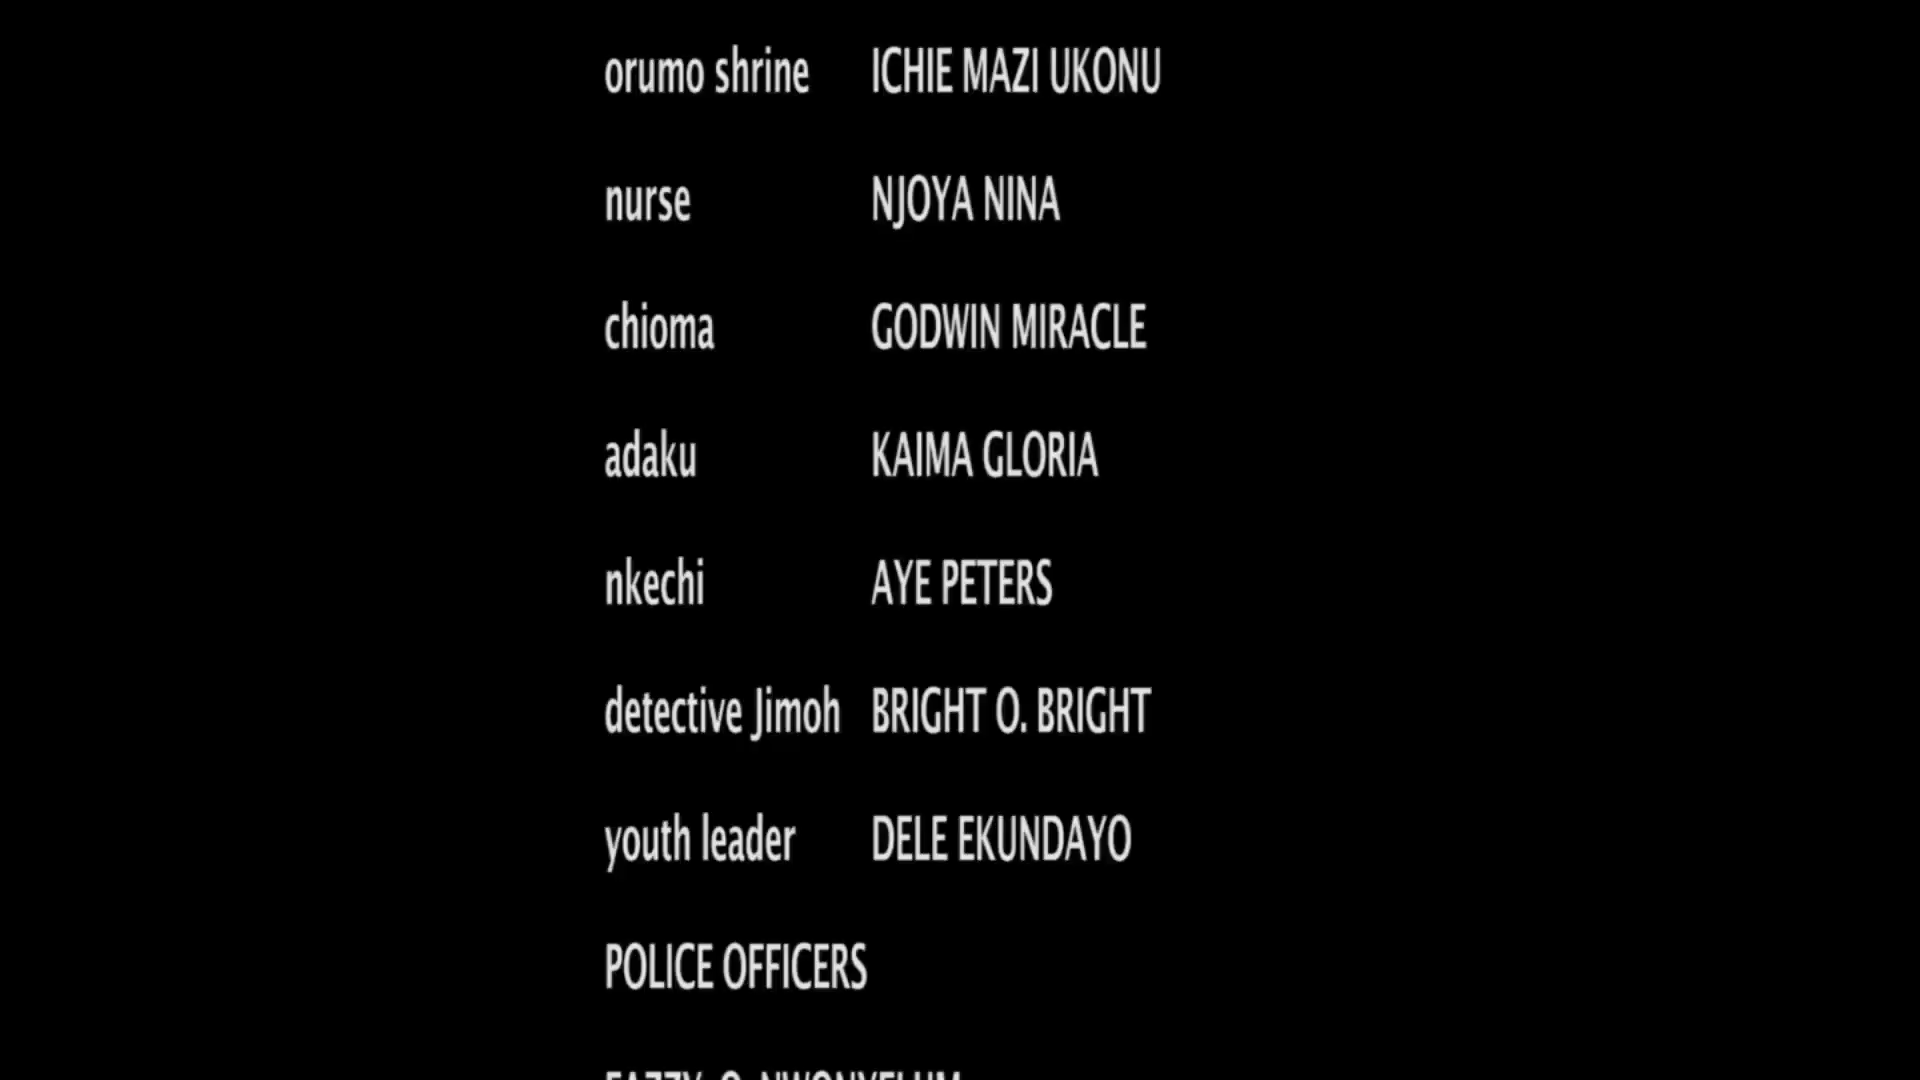 orumo shrine ICHIE MAZI UKONU
nurse NJOYA NINA
chioma GODWIN MIRACLE
adaku KAIMA GLORIA
nkechi AYE PETERS
detective Jimoh BRIGHT O. BRIGHT
youth leader DELE EKUNDAYO
POLICE OFFICERS